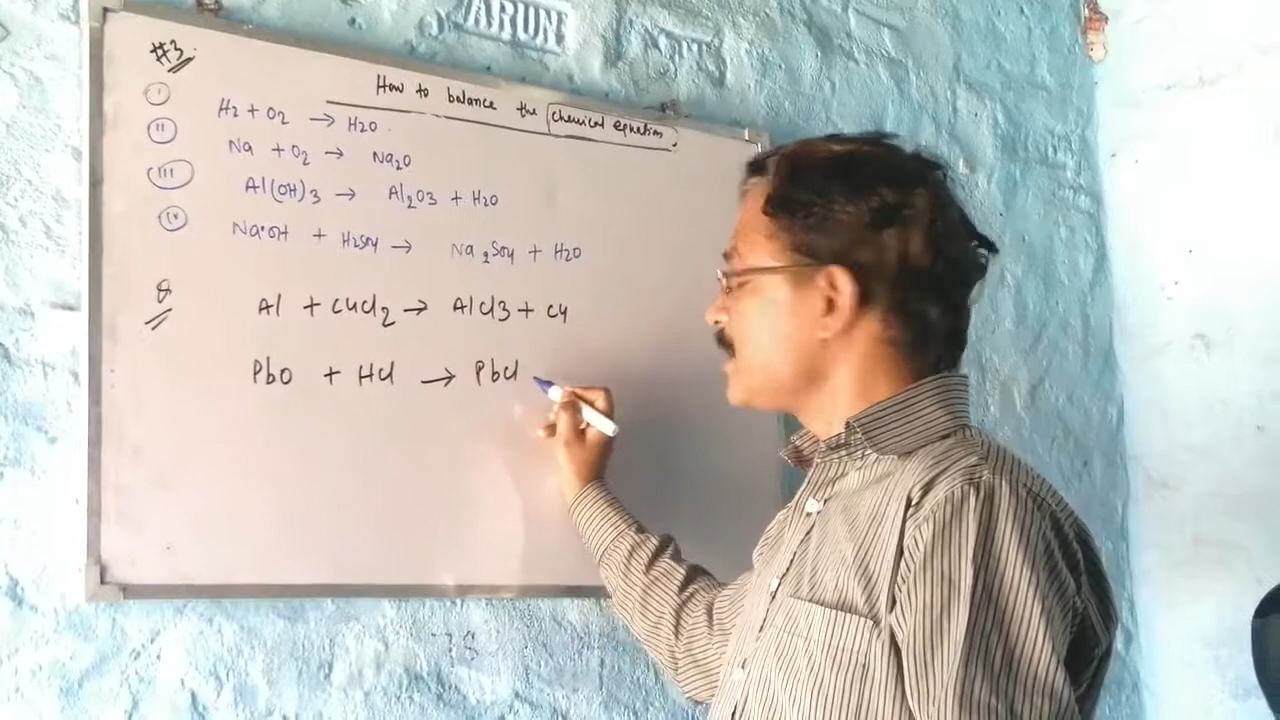 ARUN
#3.
How to balance the chemical equation,
(i) H2 + O2 → H2O.
(ii) Na + O2 → Na2O
(iii) Al(OH)3 → Al2O3 + H2O
(iv) NaOH + H2SO4 → Na2SO4 + H2O
Q Al + CuCl2 → AlCl3 + Cu
PbO + HCl → PbCl